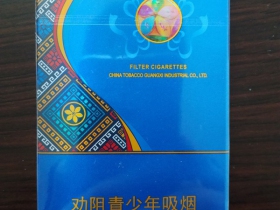 FILTER CIGARETTES
CHINA TOBACCO GUANGXI INDUSTRIAL CO., LTD.
劝阻青少年吸烟